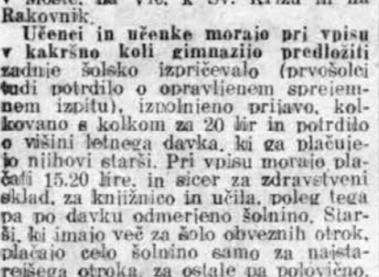 v Moste, na Vič, k Sv. Križu in na
Rakovnik.
Učenci in učenke morajo pri vpisu
v kakršno koli gimnazijo predložiti
zadnje šolsko izpričevalo (prvošolci
tudi potrdilo o opravljenem sprejem-
nem izpitu), izpolnjeno prijavo, kol-
kovano s kolkom za 20 lir in potrdilo
o višini letnega davka, ki ga plačuje-
jo njihovi starši. Pri vpisu morajo pla-
čati 15.20 lire, in sicer za zdravstveni
sklad, za knjižnico in učila, poleg tega
pa po davku odmerjeno šolnino. Star-
ši, ki imajo več za šolo obveznih otrok,
plačajo celo šolnino samo za najsta-
rejšega otroka, za ostale pa polovično.